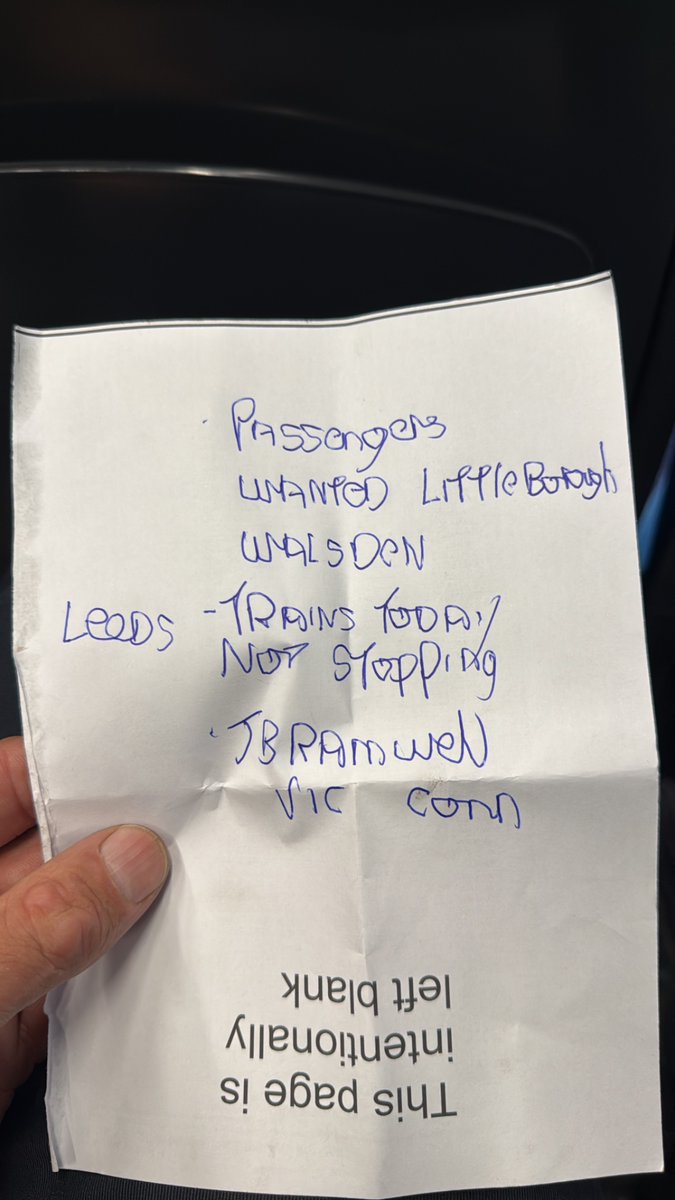 Passengers
WANTED LittleBorough
WALSDEN
LEEDS - TRAINS TODAY
NOT STOPPING
JBRAMWELL
VIC CONN
This page is
intentionally
left blank